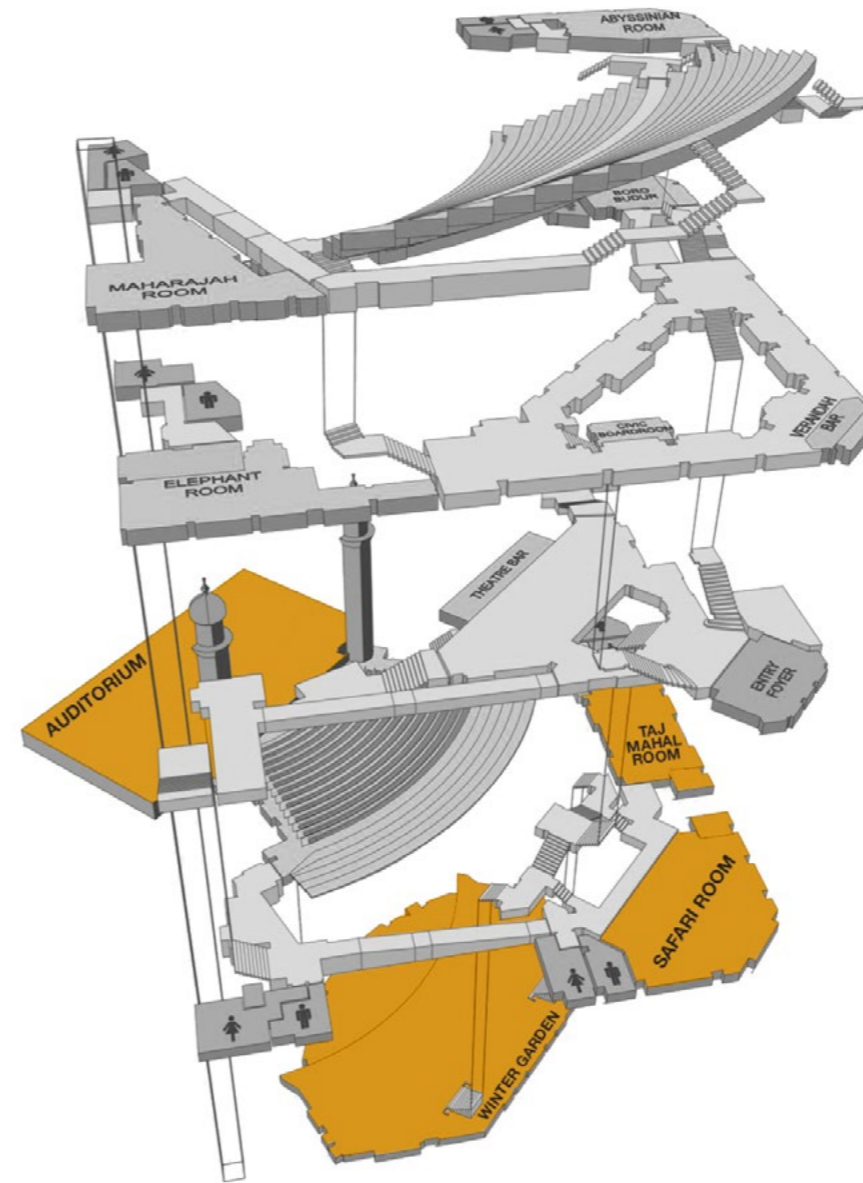 ABYSSINIAN
ROOM
BORO
BUDUR
MAHARAJAH
ROOM
CIVIC
BOARDROOM
VERANDAH
BAR
ELEPHANT
ROOM
THEATRE BAR
AUDITORIUM
ENTRY
FOYER
TAJ
MAHAL
ROOM
SAFARI ROOM
WINTER GARDEN